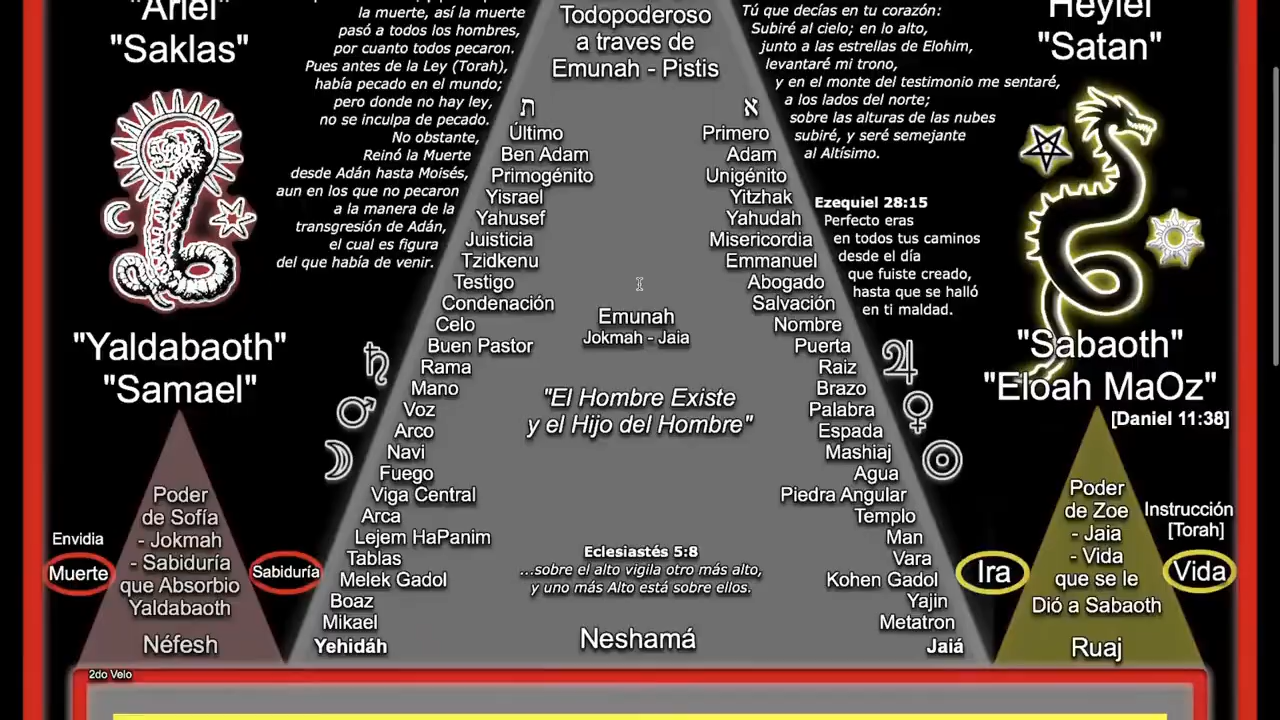 "Ariel"
"Saklas"
la muerte, así la muerte
pasó a todos los hombres,
por cuanto todos pecaron.
Pues antes de la Ley (Torah),
había pecado en el mundo;
pero donde no hay ley,
no se inculpa de pecado.
No obstante,
Reinó la Muerte
desde Adán hasta Moisés,
aun en los que no pecaron
a la manera de la
transgresión de Adán,
el cual es figura
del que había de venir.
"Yaldabaoth"
"Samael"
Todopoderoso
a traves de
Emunah - Pistis
ת
Último
Ben Adam
Primogénito
Yisrael
Yahusef
Juisticia
Tzidkenu
Testigo
Condenación
Celo
Buen Pastor
Rama
Mano
Voz
Arco
Navi
Fuego
Viga Central
Arca
Lejem HaPanim
Tablas
Melek Gadol
Boaz
Mikael
Yehidáh
א
Primero
Adam
Unigénito
Yitzhak
Yahudah
Misericordia
Emmanuel
Abogado
Salvación
Nombre
Puerta
Raiz
Brazo
Palabra
Espada
Mashiaj
Agua
Piedra Angular
Templo
Man
Vara
Kohen Gadol
Yajin
Metatron
Jaiá
Emunah
Jokmah - Jaia
"El Hombre Existe
y el Hijo del Hombre"
Eclesiastés 5:8
...sobre el alto vigila otro más alto,
y uno más Alto está sobre ellos.
Neshamá
Tú que decías en tu corazón:
Subiré al cielo; en lo alto,
junto a las estrellas de Elohim,
levantaré mi trono,
y en el monte del testimonio me sentaré,
a los lados del norte;
sobre las alturas de las nubes
subiré, y seré semejante
al Altísimo.
Ezequiel 28:15
Perfecto eras
en todos tus caminos
desde el día
que fuiste creado,
hasta que se halló
en ti maldad.
Heylel
"Satan"
"Sabaoth"
"Eloah MaOz"
[Daniel 11:38]
Envidia
Muerte
Poder
de Sofía
- Jokmah
- Sabiduría
que Absorbio
Yaldabaoth
Néfesh
Sabiduría
Ira
Poder
de Zoe
- Jaia
- Vida
que se le
Dió a Sabaoth
Ruaj
Instrucción
[Torah]
Vida
2do Velo